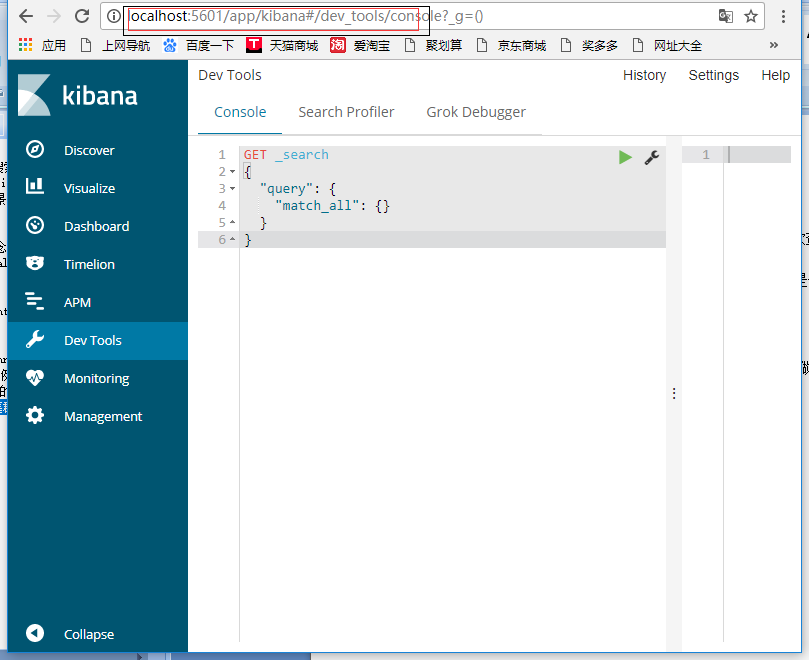 localhost:5601/app/kibana#/dev_tools/console?_g=()
应用 上网导航 百度一下 天猫商城 爱淘宝 聚划算 京东商城 奖多多 网址大全 »
kibana
Dev Tools History Settings Help
Console Search Profiler Grok Debugger
Discover
Visualize
Dashboard
Timelion
APM
Dev Tools
Monitoring
Management
Collapse
1 GET _search
2 {
3 "query": {
4 "match_all": {}
5 }
6 }
1